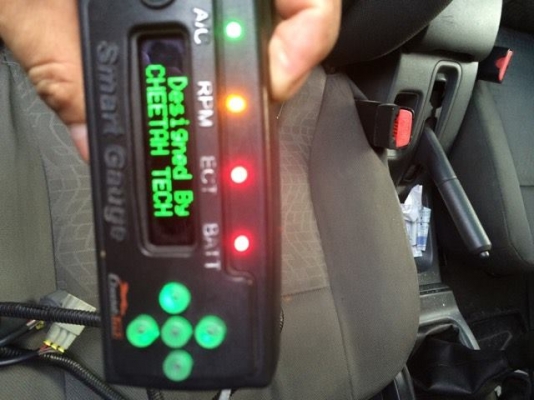 A/C RPM ECT BATT
Designed By
CHEETAH TECH
Smart Gauge